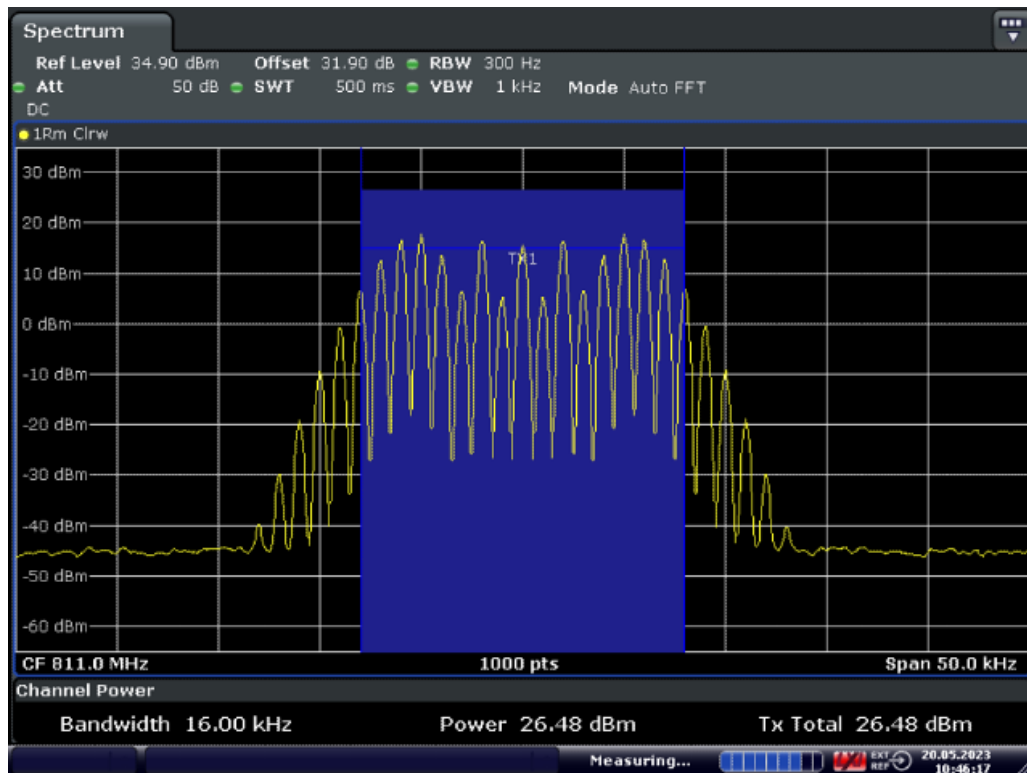 Spectrum
Ref Level 34.90 dBm Offset 31.90 dB RBW 300 Hz
Att 50 dB SWT 500 ms VBW 1 kHz Mode Auto FFT
DC
1Rm Clrw
30 dBm
20 dBm
TX1
10 dBm
0 dBm
-10 dBm
-20 dBm
-30 dBm
-40 dBm
-50 dBm
-60 dBm
CF 811.0 MHz 1000 pts Span 50.0 kHz
Channel Power
Bandwidth 16.00 kHz Power 26.48 dBm Tx Total 26.48 dBm
Measuring... EXT REF 20.05.2023
10:46:17